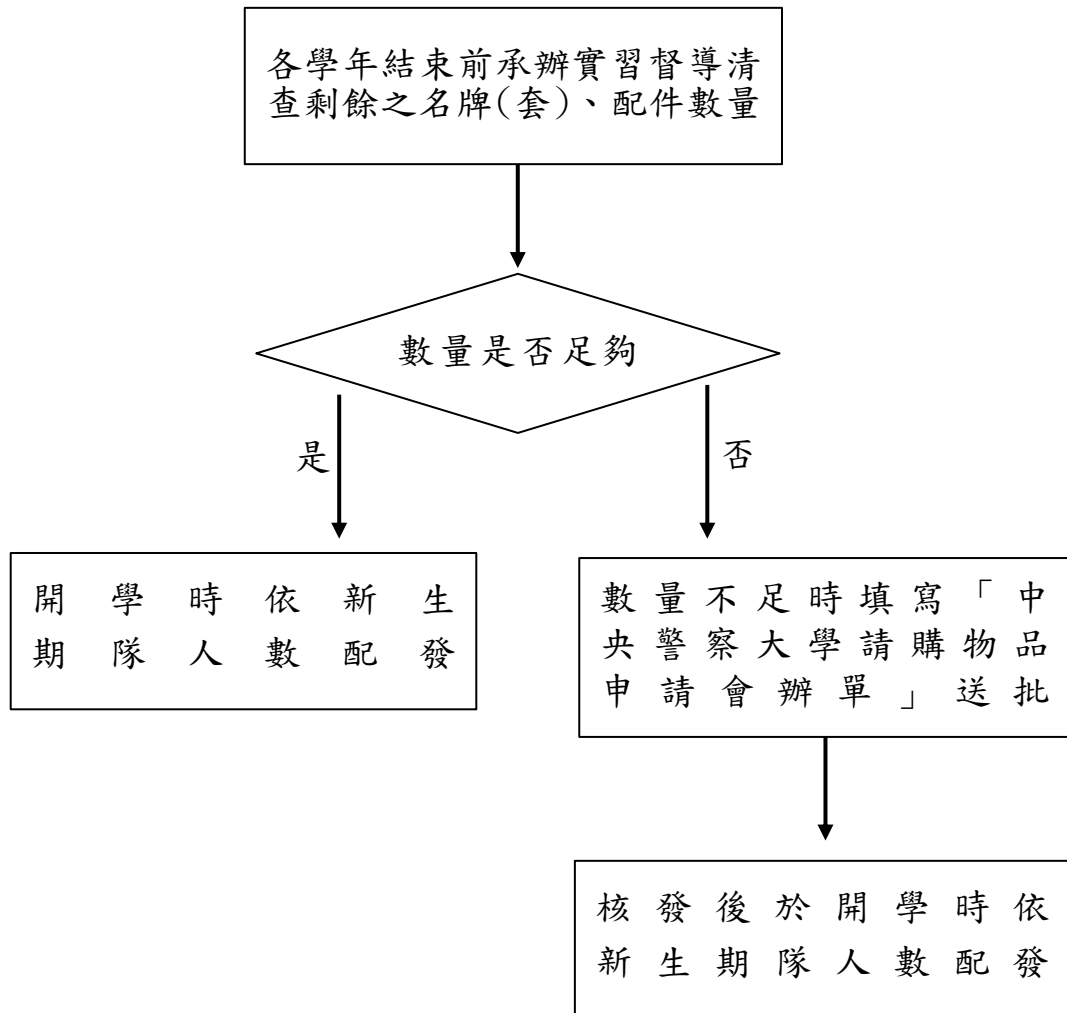 各學年結束前承辦實習督導清
查剩餘之名牌(套)、配件數量
數量是否足夠
是
否
開學時依新生
期隊人數配發
數量不足時填寫「中
央警察大學請購物品
申請會辦單」送批
核發後於開學時依
新生期隊人數配發